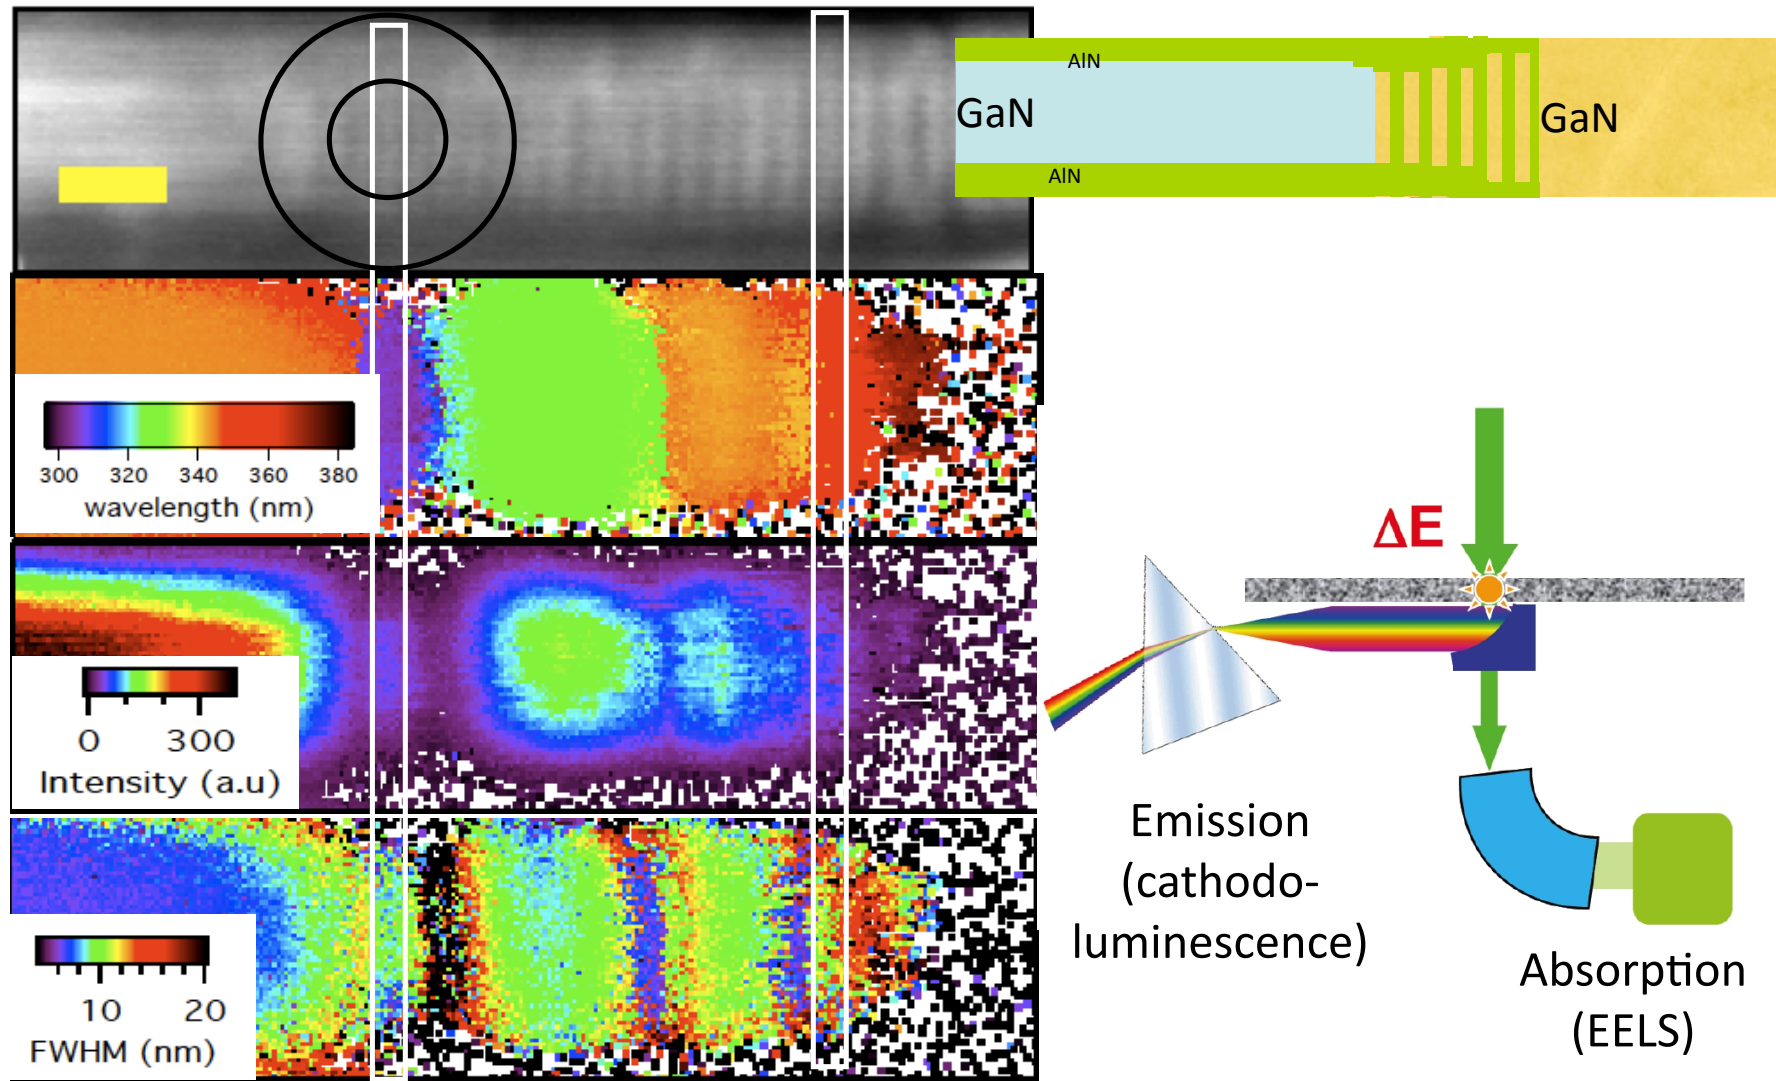 AlN
GaN
GaN
AlN
300 320 340 360 380
wavelength (nm)
ΔE
0 300
Intensity (a.u)
Emission
(cathodo-
luminescence)
10 20
FWHM (nm)
Absorption
(EELS)